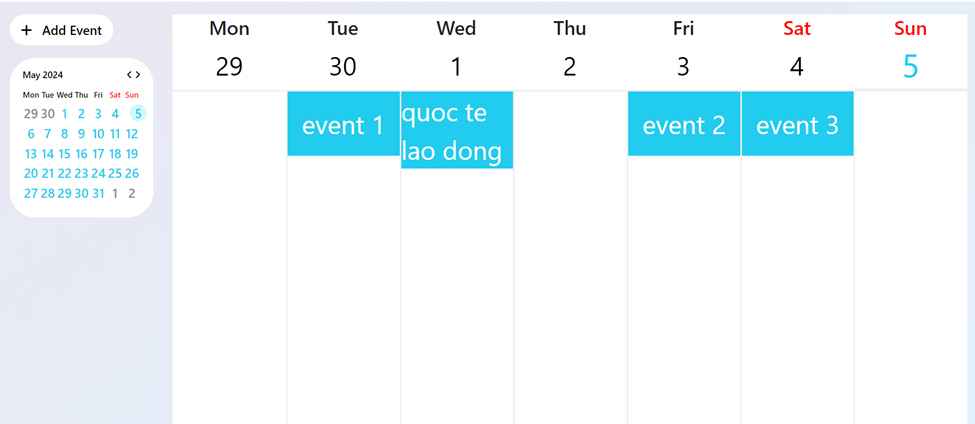 + Add Event
May 2024 < >
Mon Tue Wed Thu Fri Sat Sun
29 30 1 2 3 4 5
6 7 8 9 10 11 12
13 14 15 16 17 18 19
20 21 22 23 24 25 26
27 28 29 30 31 1 2
Mon Tue Wed Thu Fri Sat Sun
29 30 1 2 3 4 5
event 1
quoc te
lao dong
event 2
event 3